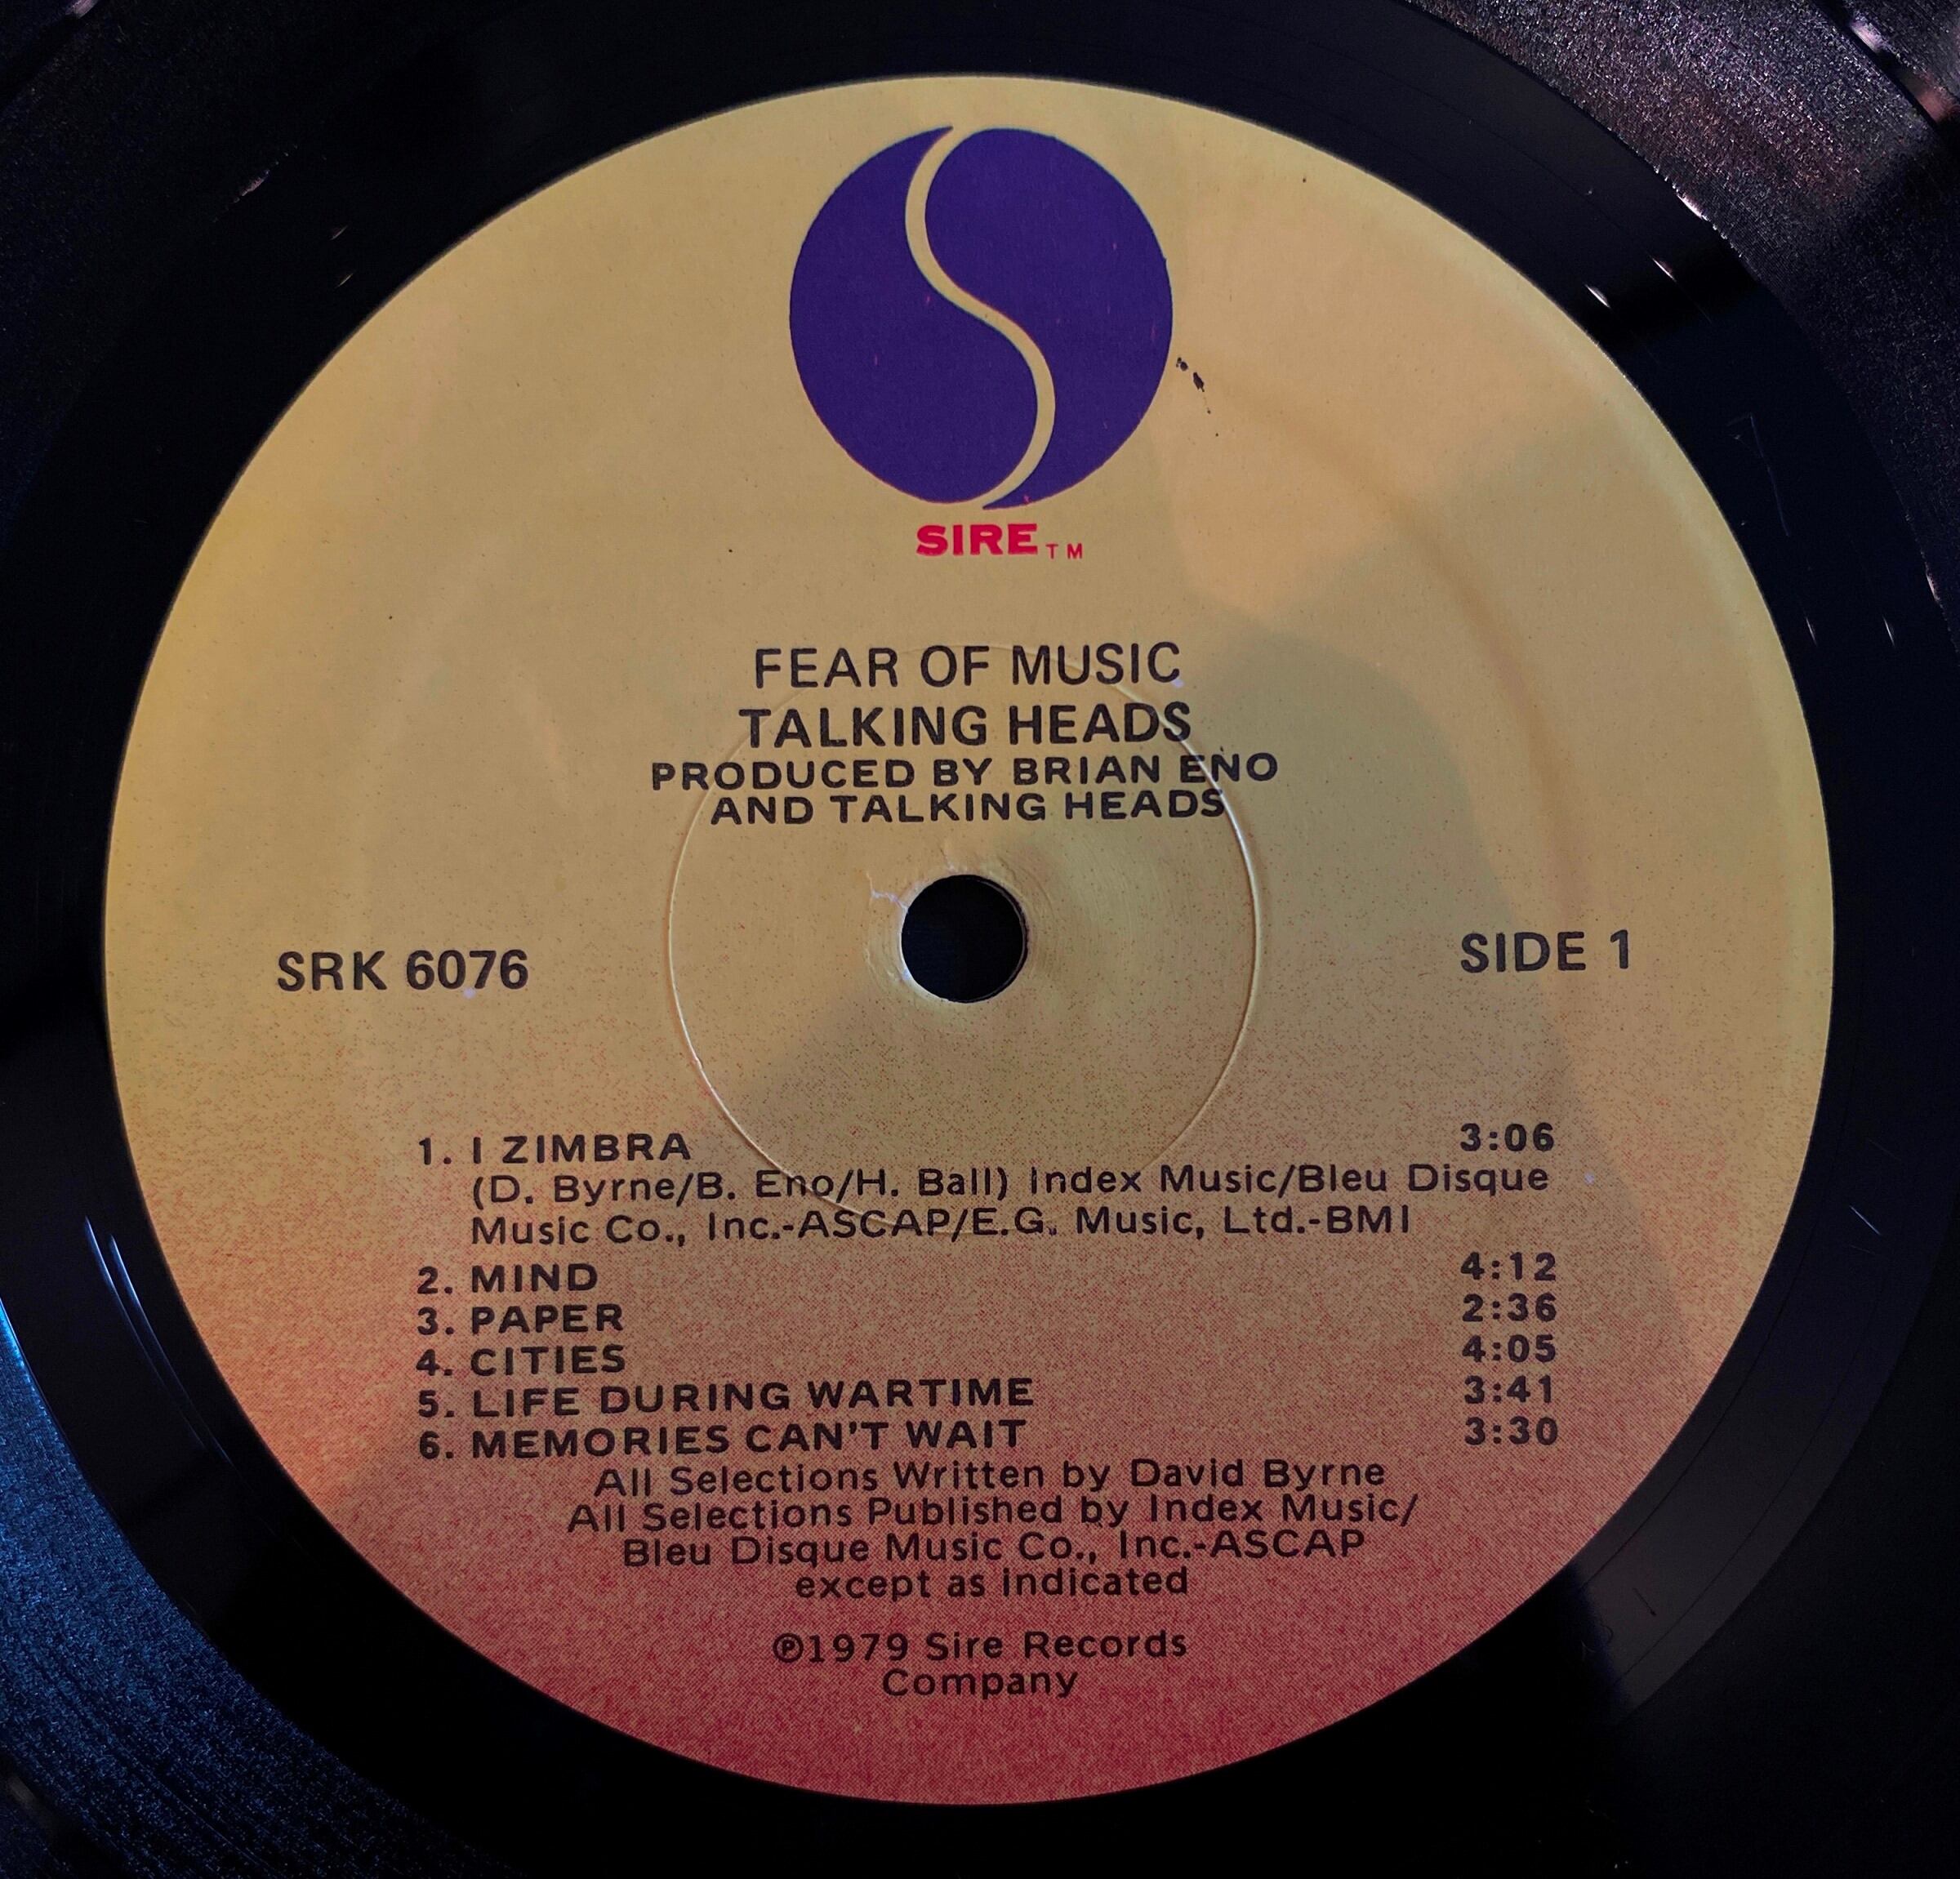 SIRE TM
FEAR OF MUSIC
TALKING HEADS
PRODUCED BY BRIAN ENO
AND TALKING HEADS
SRK 6076
SIDE 1
1. I ZIMBRA 3:06
(D. Byrne/B. Eno/H. Ball) Index Music/Bleu Disque
Music Co., Inc.-ASCAP/E.G. Music, Ltd.-BMI
2. MIND 4:12
3. PAPER 2:36
4. CITIES 4:05
5. LIFE DURING WARTIME 3:41
6. MEMORIES CAN'T WAIT 3:30
All Selections Written by David Byrne
All Selections Published by Index Music/
Bleu Disque Music Co., Inc.-ASCAP
except as indicated
℗1979 Sire Records
Company